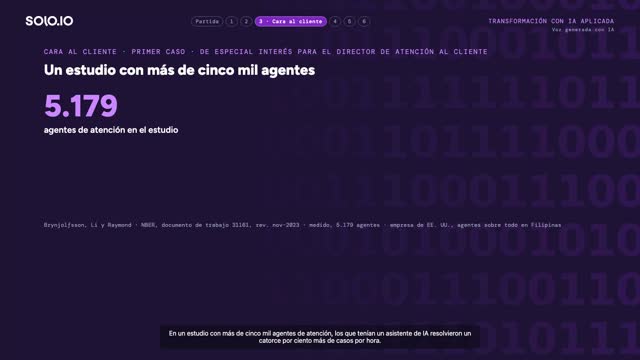 SOLO.IO
Partida 1 2 3 · Cara al cliente 4 5 6
TRANSFORMACIÓN CON IA APLICADA
Voz generada con IA
CARA AL CLIENTE · PRIMER CASO · DE ESPECIAL INTERÉS PARA EL DIRECTOR DE ATENCIÓN AL CLIENTE
Un estudio con más de cinco mil agentes
5.179
agentes de atención en el estudio
Brynjolfsson, Li y Raymond · NBER, documento de trabajo 31161, rev. nov-2023 · medido, 5.179 agentes · empresa de EE. UU., agentes sobre todo en Filipinas
En un estudio con más de cinco mil agentes de atención, los que tenían un asistente de IA resolvieron un
catorce por ciento más de casos por hora.